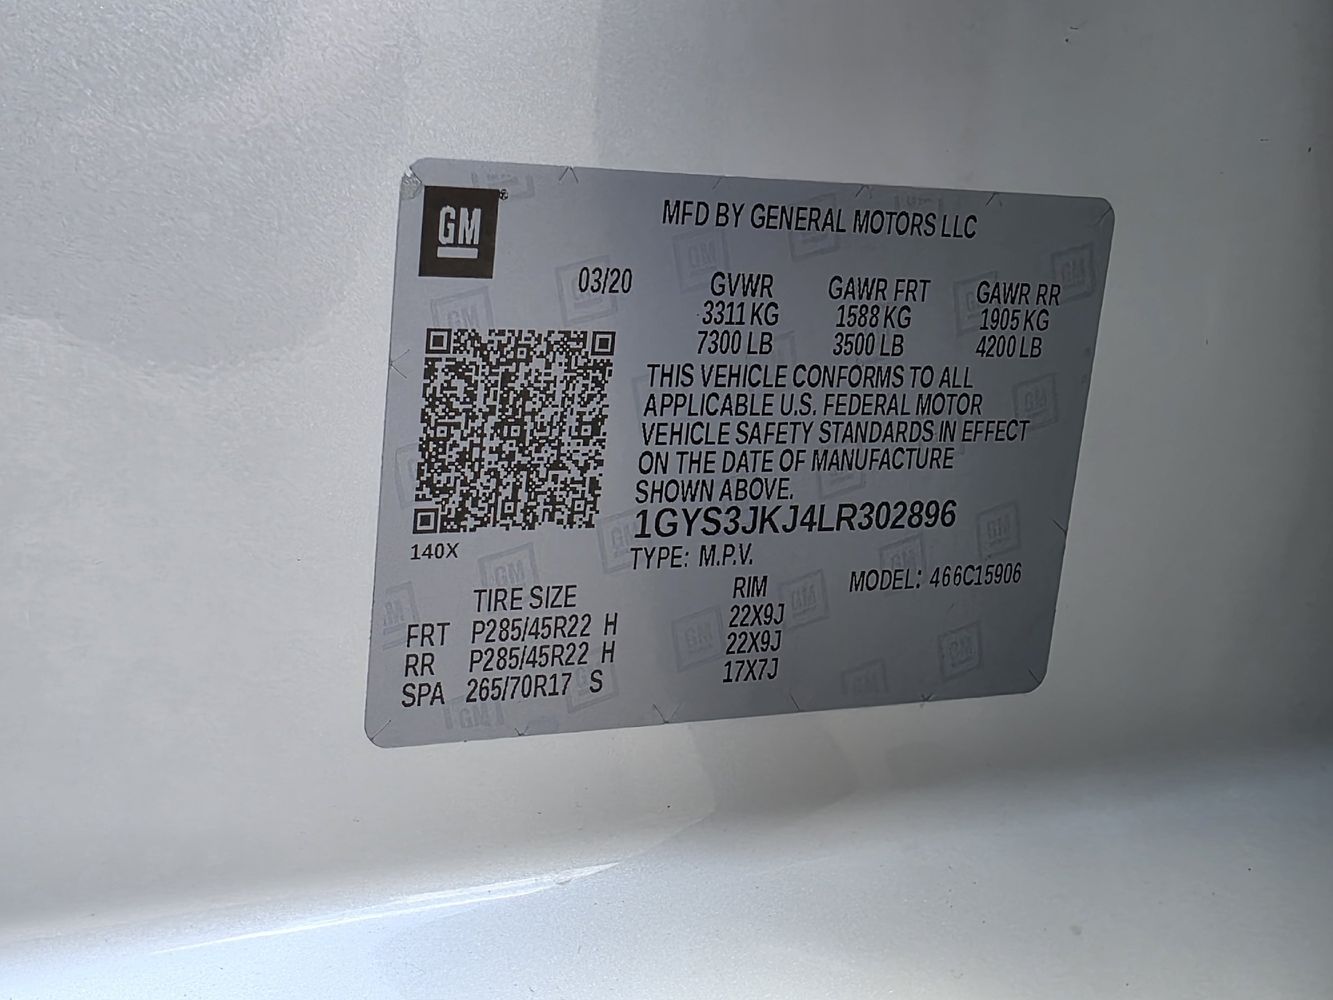 GM
MFD BY GENERAL MOTORS LLC
03/20 GVWR GAWR FRT GAWR RR
3311 KG 1588 KG 1905 KG
7300 LB 3500 LB 4200 LB
THIS VEHICLE CONFORMS TO ALL
APPLICABLE U.S. FEDERAL MOTOR
VEHICLE SAFETY STANDARDS IN EFFECT
ON THE DATE OF MANUFACTURE
SHOWN ABOVE.
1GYS3JKJ4LR302896
140X
TYPE: M.P.V.
MODEL: 466C15906
TIRE SIZE RIM
FRT P285/45R22 H 22X9J
RR P285/45R22 H 22X9J
SPA 265/70R17 S 17X7J